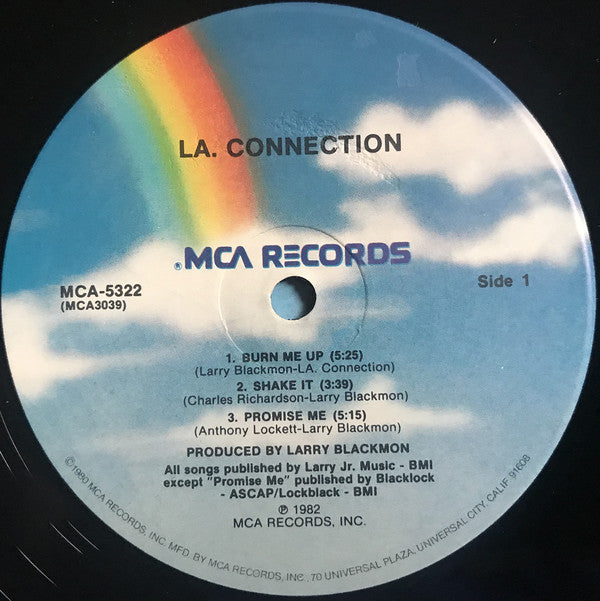 LA. CONNECTION
®MCA RECORDS
MCA-5322
(MCA3039)
Side 1
1. BURN ME UP (5:25)
(Larry Blackmon-LA. Connection)
2. SHAKE IT (3:39)
(Charles Richardson-Larry Blackmon)
3. PROMISE ME (5:15)
(Anthony Lockett-Larry Blackmon)
PRODUCED BY LARRY BLACKMON
All songs published by Larry Jr. Music - BMI
except "Promise Me" published by Blacklock
- ASCAP/Lockblack - BMI
℗ 1982
MCA RECORDS, INC.
©1980 MCA RECORDS, INC. MFD. BY MCA RECORDS, INC., 70 UNIVERSAL PLAZA, UNIVERSAL CITY, CALIF. 91608